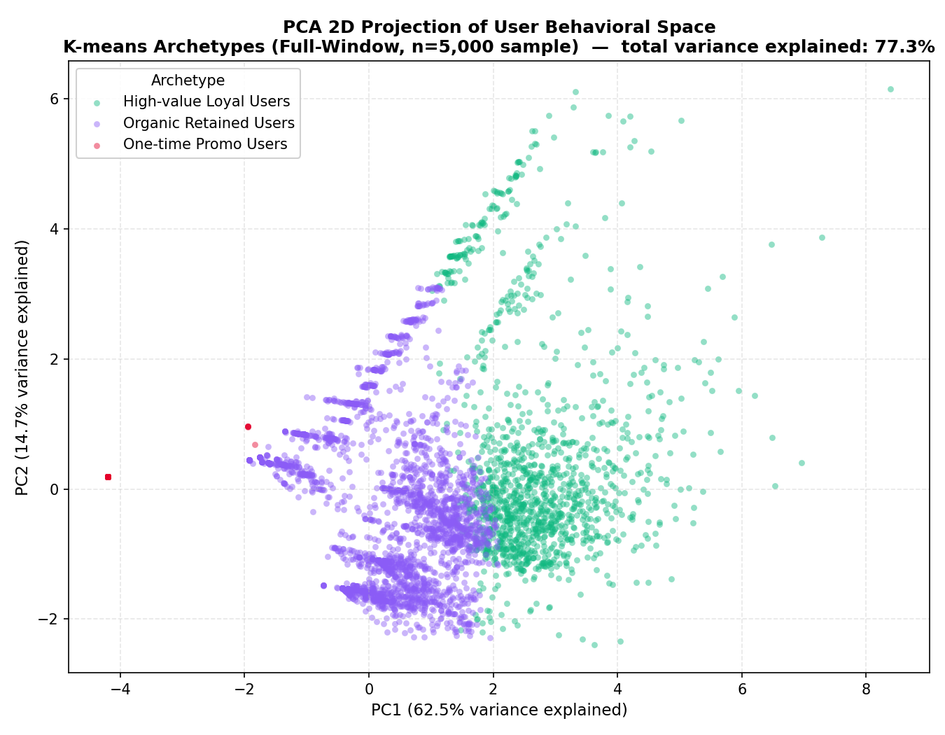 PCA 2D Projection of User Behavioral Space
K-means Archetypes (Full-Window, n=5,000 sample)  —  total variance explained: 77.3%
Archetype
High-value Loyal Users
Organic Retained Users
One-time Promo Users
PC2 (14.7% variance explained)
6
4
2
0
−2
−4
−2
0
2
4
6
8
PC1 (62.5% variance explained)